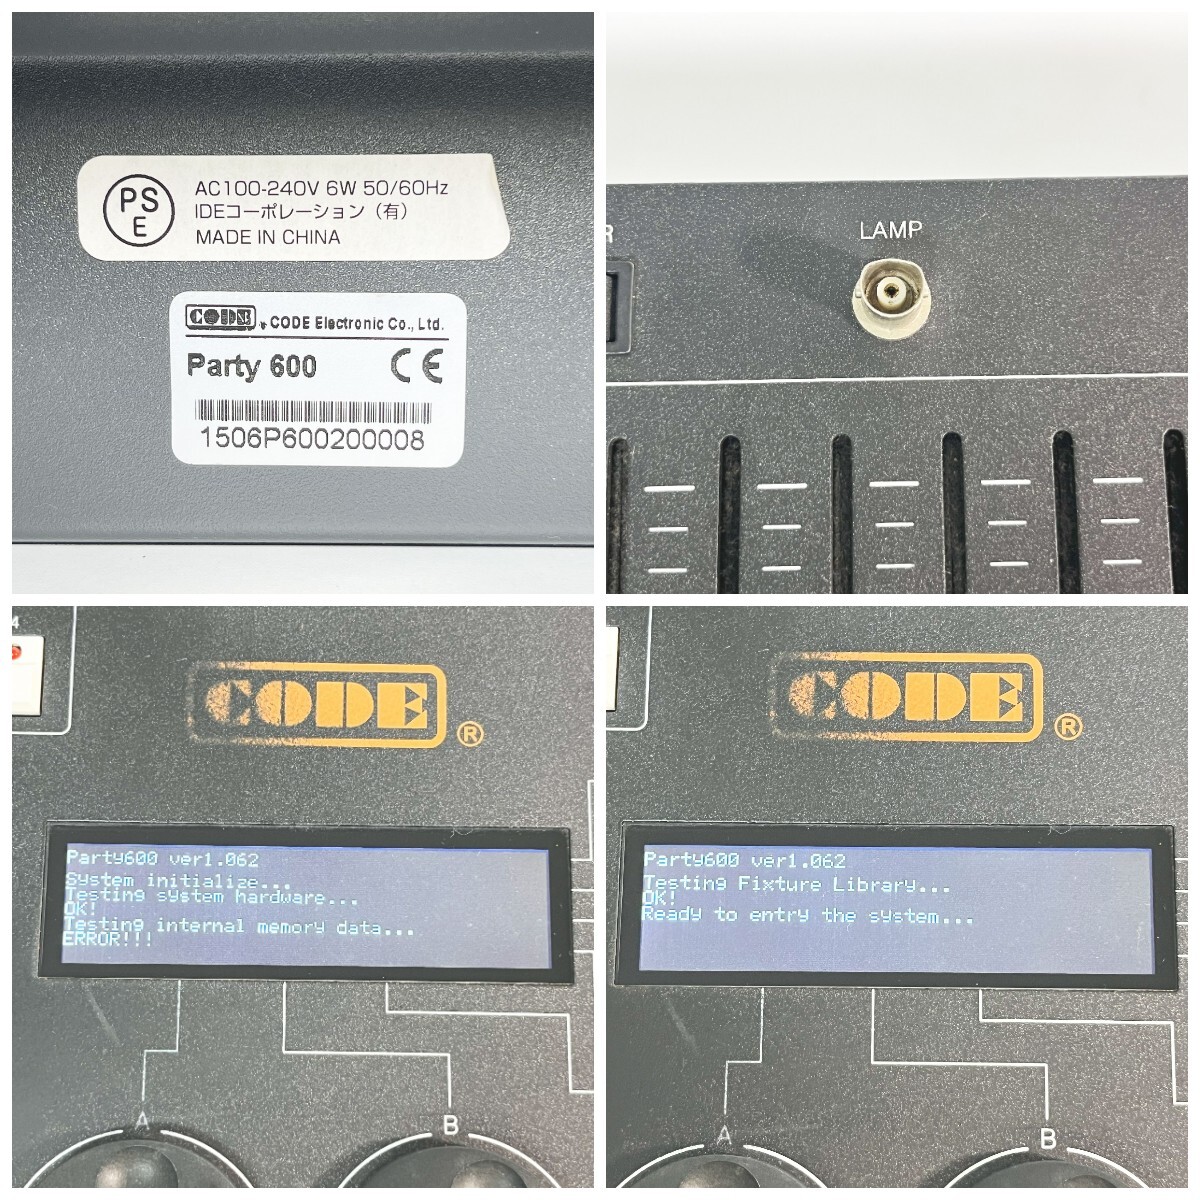 PS
E
AC100-240V 6W 50/60Hz
IDEコーポレーション（有）
MADE IN CHINA
CODE ® CODE Electronic Co., Ltd.
Party 600 CE
1506P600200008
R
LAMP
4
CODE ®
Party600 ver1.062
System initialize...
Testing system hardware...
OK!
Testing internal memory data...
ERROR!!!
A
B
CODE ®
Party600 ver1.062
Testing Fixture Library...
OK!
Ready to entry the system...
A
B